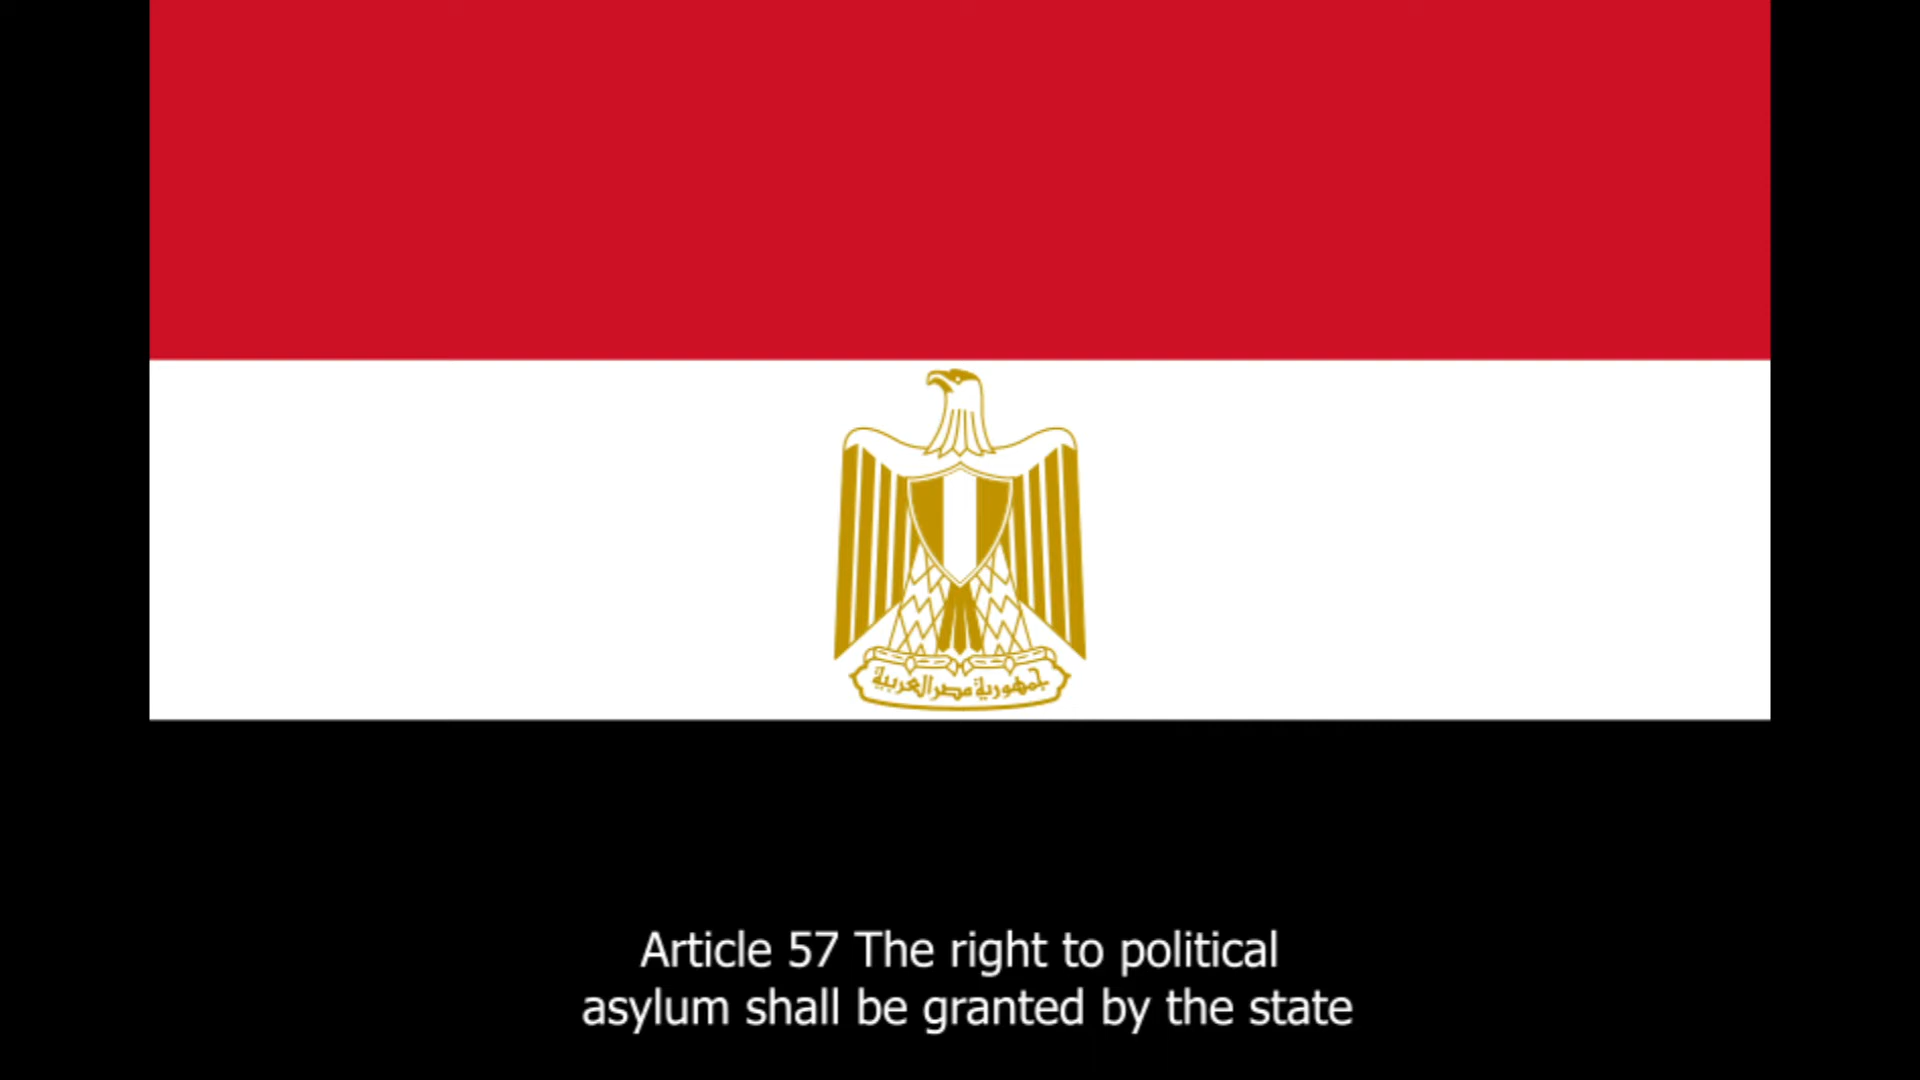 جمهورية مصر العربية
Article 57 The right to political
asylum shall be granted by the state